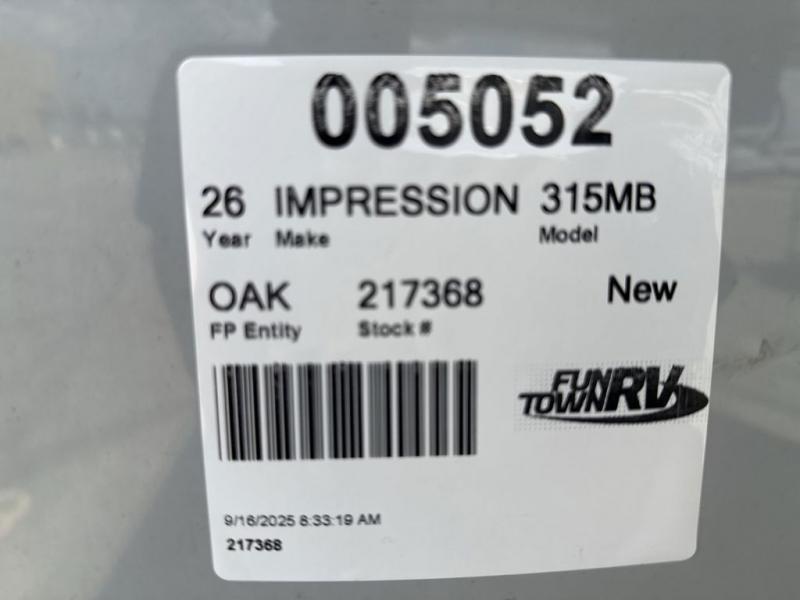 005052
26 IMPRESSION 315MB
Year Make Model
OAK 217368 New
FP Entity Stock #
FUN TOWN RV
9/16/2025 8:33:19 AM
217368